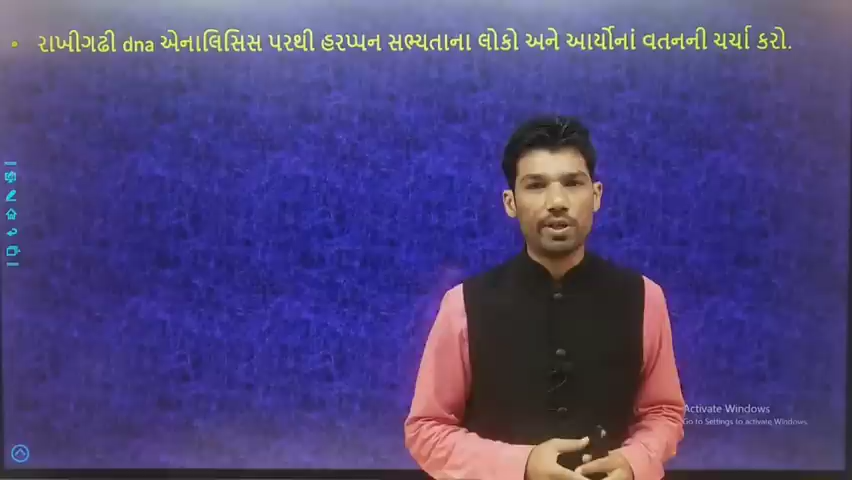 રાખીગઢી dna એનાલિસિસ પરથી હરપ્પન સભ્યતાના લોકો અને આર્યોનાં વતનની ચર્ચા કરો.
Activate Windows
Go to Settings to activate Windows.